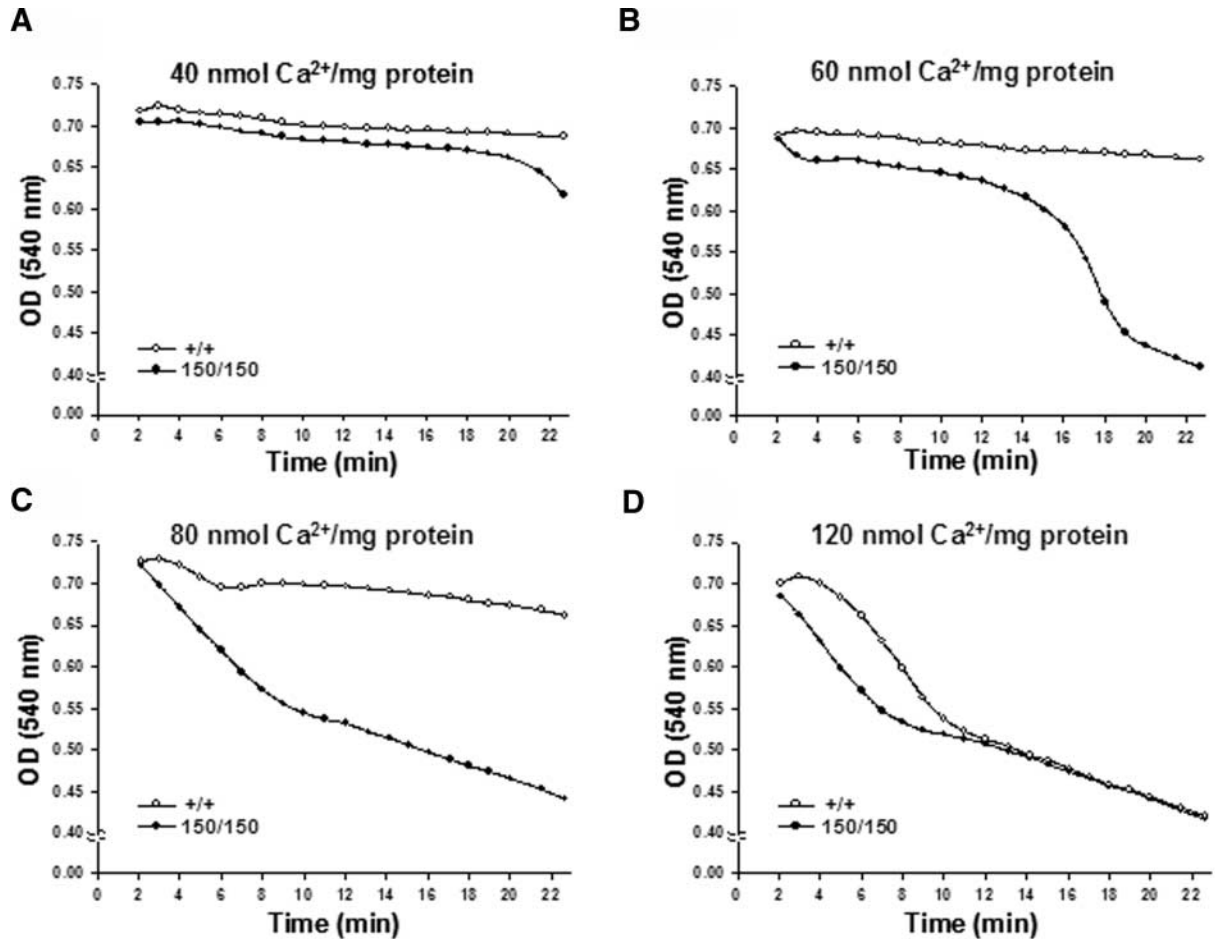 A
40 nmol Ca²⁺/mg protein
OD (540 nm)
0.75
0.70
0.65
0.60
0.55
0.50
0.45
0.40
0.00
+/+
150/150
0 2 4 6 8 10 12 14 16 18 20 22
Time (min)
B
60 nmol Ca²⁺/mg protein
OD (540 nm)
0.75
0.70
0.65
0.60
0.55
0.50
0.45
0.40
0.00
+/+
150/150
0 2 4 6 8 10 12 14 16 18 20 22
Time (min)
C
80 nmol Ca²⁺/mg protein
OD (540 nm)
0.75
0.70
0.65
0.60
0.55
0.50
0.45
0.40
0.00
+/+
150/150
0 2 4 6 8 10 12 14 16 18 20 22
Time (min)
D
120 nmol Ca²⁺/mg protein
OD (540 nm)
0.75
0.70
0.65
0.60
0.55
0.50
0.45
0.40
0.00
+/+
150/150
0 2 4 6 8 10 12 14 16 18 20 22
Time (min)